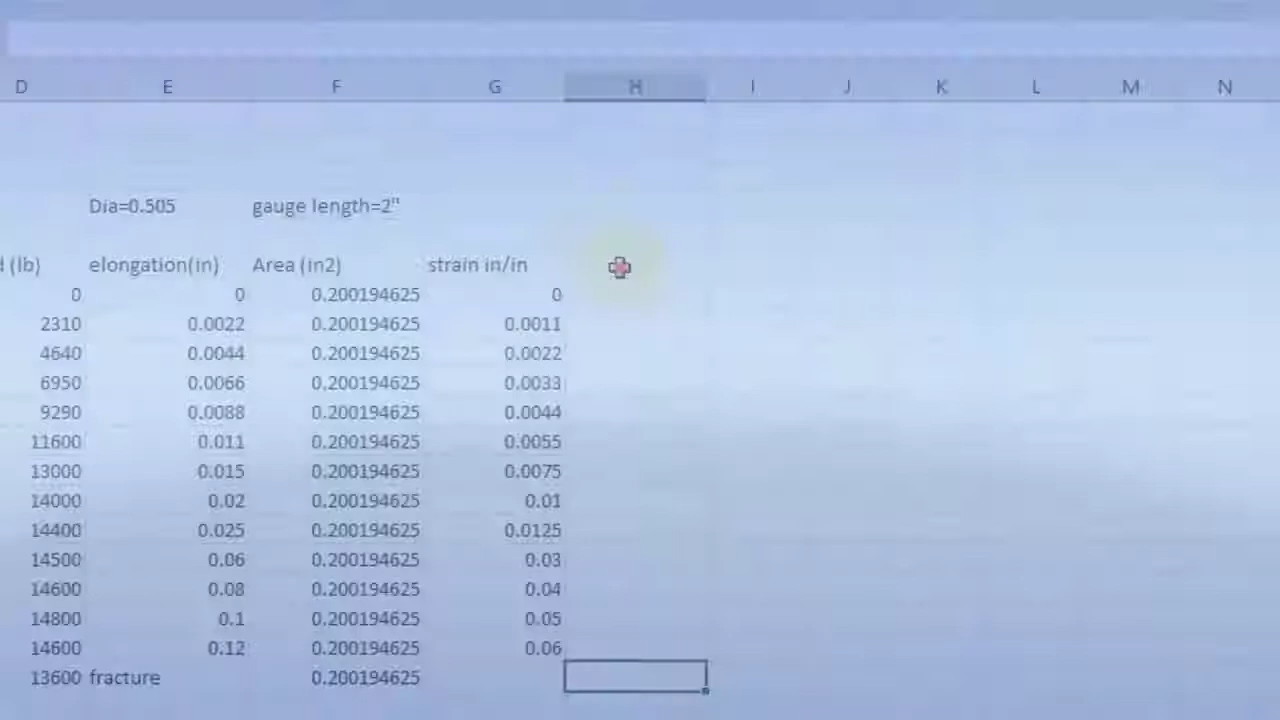 D E F G H I J K L M N
Dia=0.505 gauge length=2"
d (lb) elongation(in) Area (in2) strain in/in
0 0 0.200194625 0
2310 0.0022 0.200194625 0.0011
4640 0.0044 0.200194625 0.0022
6950 0.0066 0.200194625 0.0033
9290 0.0088 0.200194625 0.0044
11600 0.011 0.200194625 0.0055
13000 0.015 0.200194625 0.0075
14000 0.02 0.200194625 0.01
14400 0.025 0.200194625 0.0125
14500 0.06 0.200194625 0.03
14600 0.08 0.200194625 0.04
14800 0.1 0.200194625 0.05
14600 0.12 0.200194625 0.06
13600 fracture 0.200194625